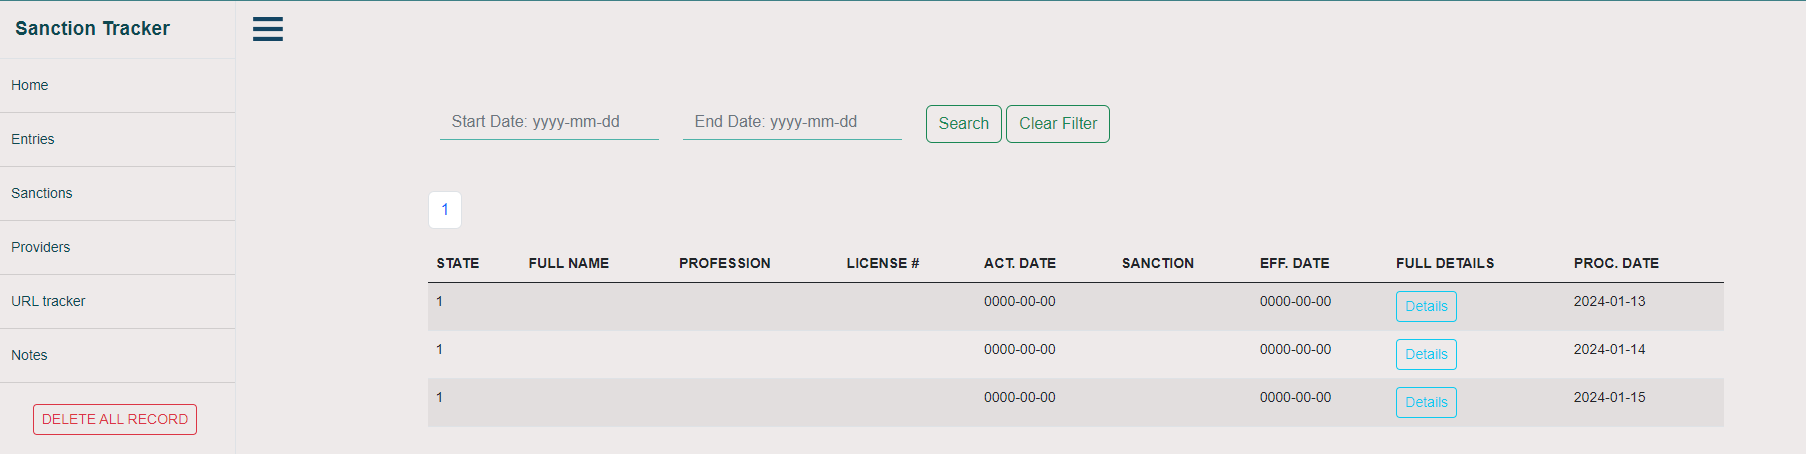 Sanction Tracker
Home
Entries
Sanctions
Providers
URL tracker
Notes
DELETE ALL RECORD
Start Date: yyyy-mm-dd End Date: yyyy-mm-dd Search Clear Filter
1
STATE FULL NAME PROFESSION LICENSE # ACT. DATE SANCTION EFF. DATE FULL DETAILS PROC. DATE
1 0000-00-00 0000-00-00 Details 2024-01-13
1 0000-00-00 0000-00-00 Details 2024-01-14
1 0000-00-00 0000-00-00 Details 2024-01-15